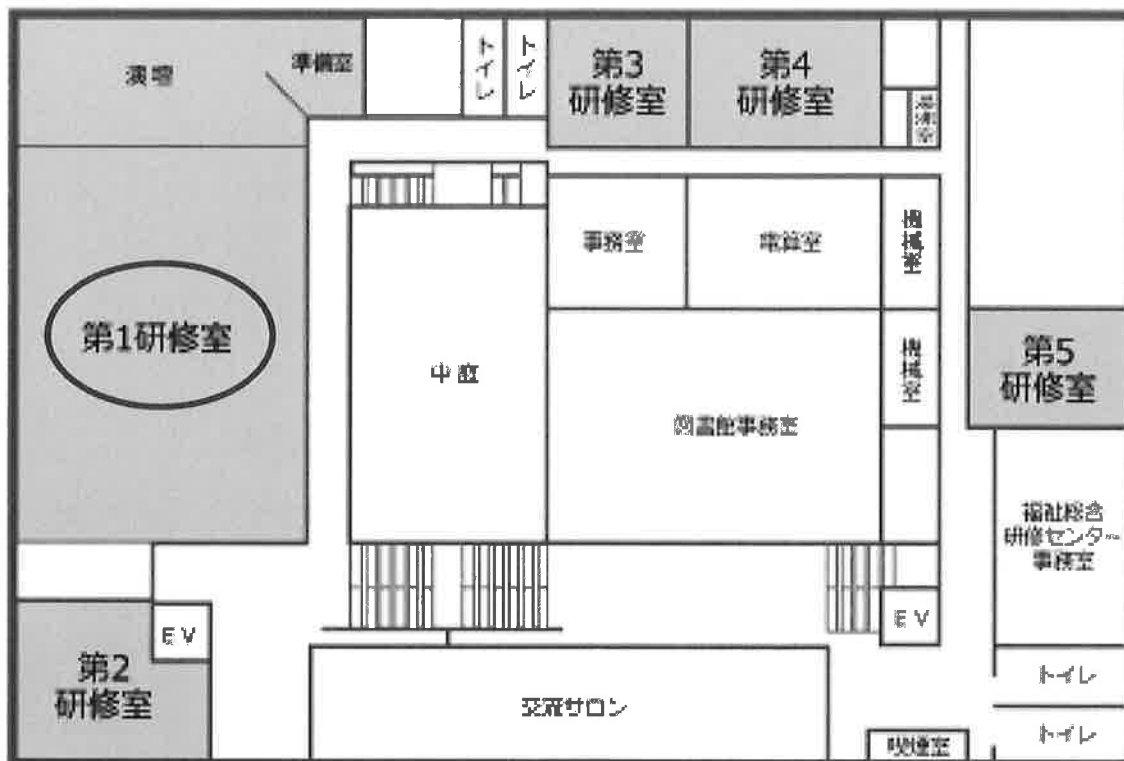 演壇
準備室
トイレ
トイレ
第3
研修室
第4
研修室
事務室
電算室
機械室
第1研修室
中庭
図書館事務室
機械室
第5
研修室
福祉総合
研修センター
事務室
EV
EV
第2
研修室
交流サロン
トイレ
トイレ
喫煙室